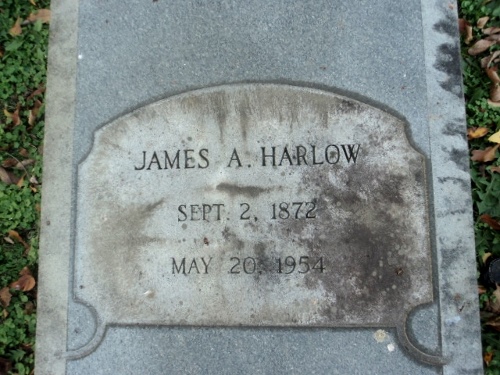 JAMES A. HARLOW
SEPT. 2, 1872
MAY 20, 1954